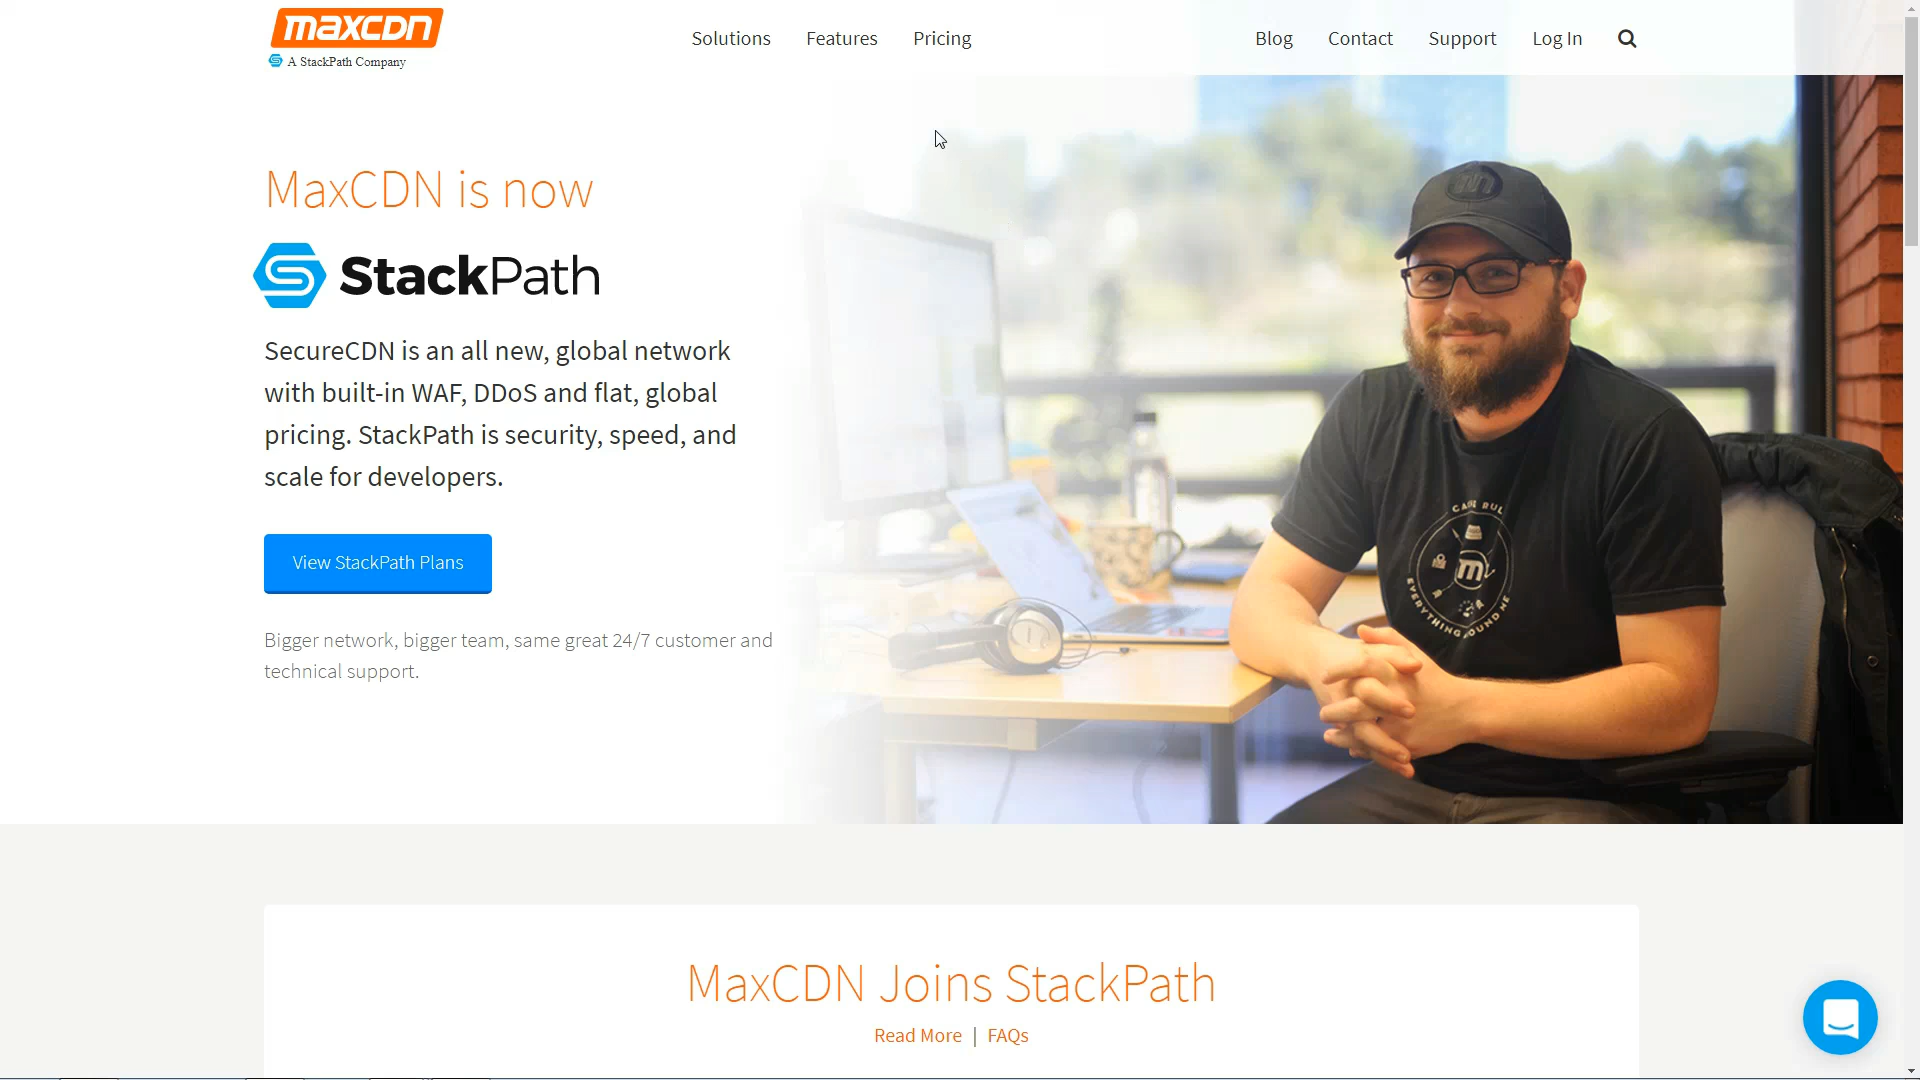 maxcdn
A StackPath Company
Solutions
Features
Pricing
Blog
Contact
Support
Log In
MaxCDN is now
StackPath
SecureCDN is an all new, global network
with built-in WAF, DDoS and flat, global
pricing. StackPath is security, speed, and
scale for developers.
View StackPath Plans
Bigger network, bigger team, same great 24/7 customer and
technical support.
m
EVERYTHING AROUND ME
MaxCDN Joins StackPath
Read More | FAQs